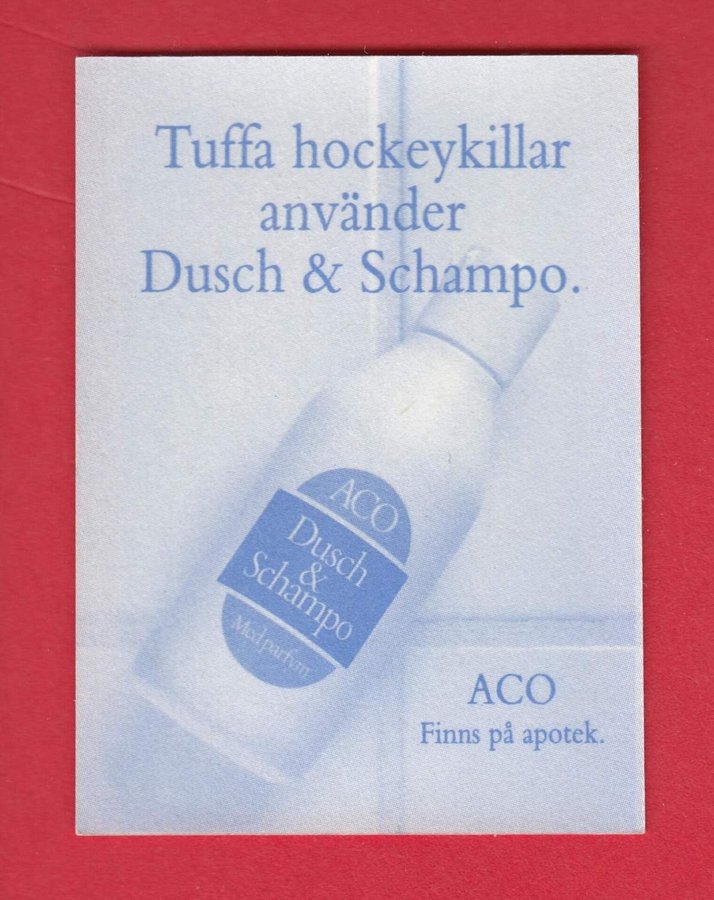 Tuffa hockeykillar
använder
Dusch & Schampo.
ACO
Dusch
&
Schampo
Med parfym
ACO
Finns på apotek.